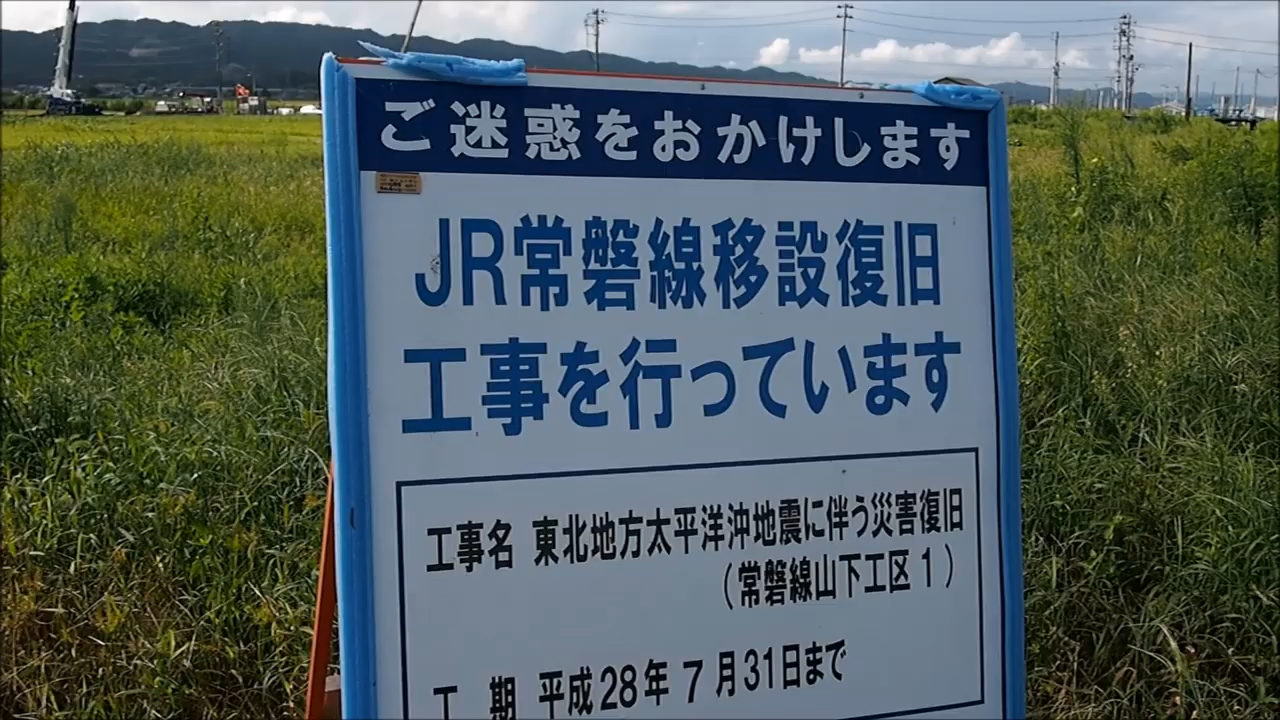 ご迷惑をおかけします
JR常磐線移設復旧
工事を行っています
工事名 東北地方太平洋沖地震に伴う災害復旧
（常磐線山下工区1）
工 期 平成28年7月31日まで